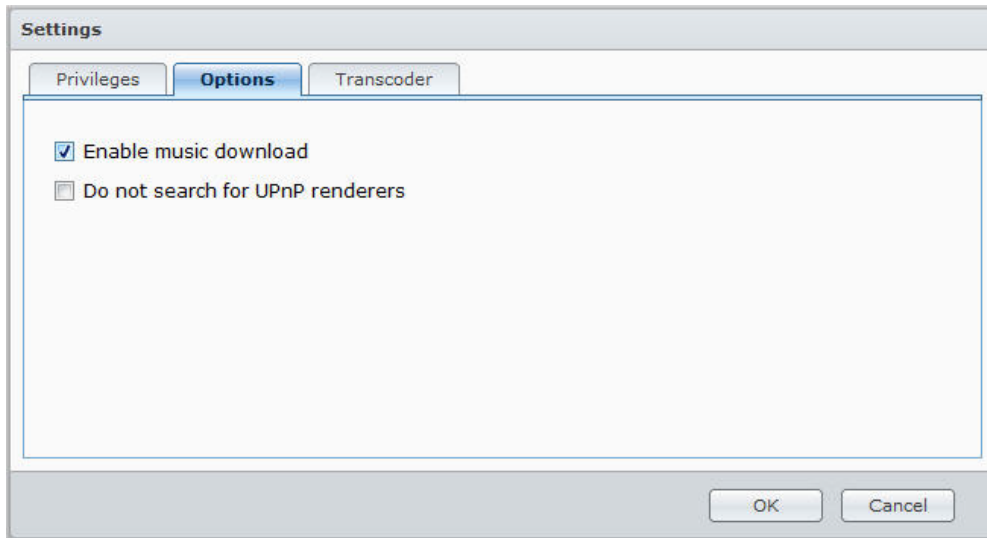 Settings
Privileges Options Transcoder
Enable music download
Do not search for UPnP renderers
OK Cancel